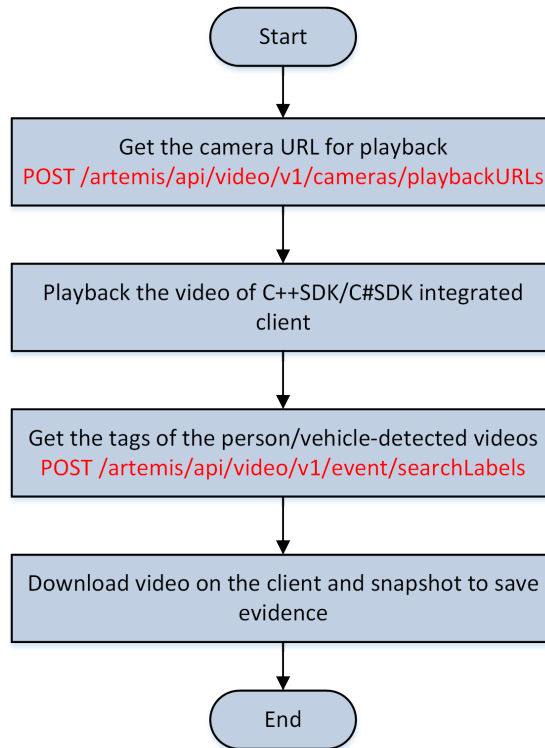 Start
Get the camera URL for playback
POST /artemis/api/video/v1/cameras/playbackURLs
Playback the video of C++SDK/C#SDK integrated
client
Get the tags of the person/vehicle-detected videos
POST /artemis/api/video/v1/event/searchLabels
Download video on the client and snapshot to save
evidence
End